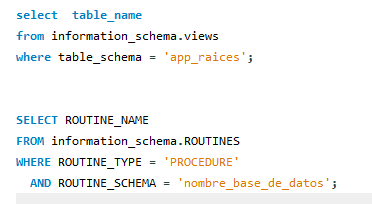 select  table_name
from information_schema.views
where table_schema = 'app_raices';
SELECT ROUTINE_NAME
FROM information_schema.ROUTINES
WHERE ROUTINE_TYPE = 'PROCEDURE'
  AND ROUTINE_SCHEMA = 'nombre_base_de_datos';